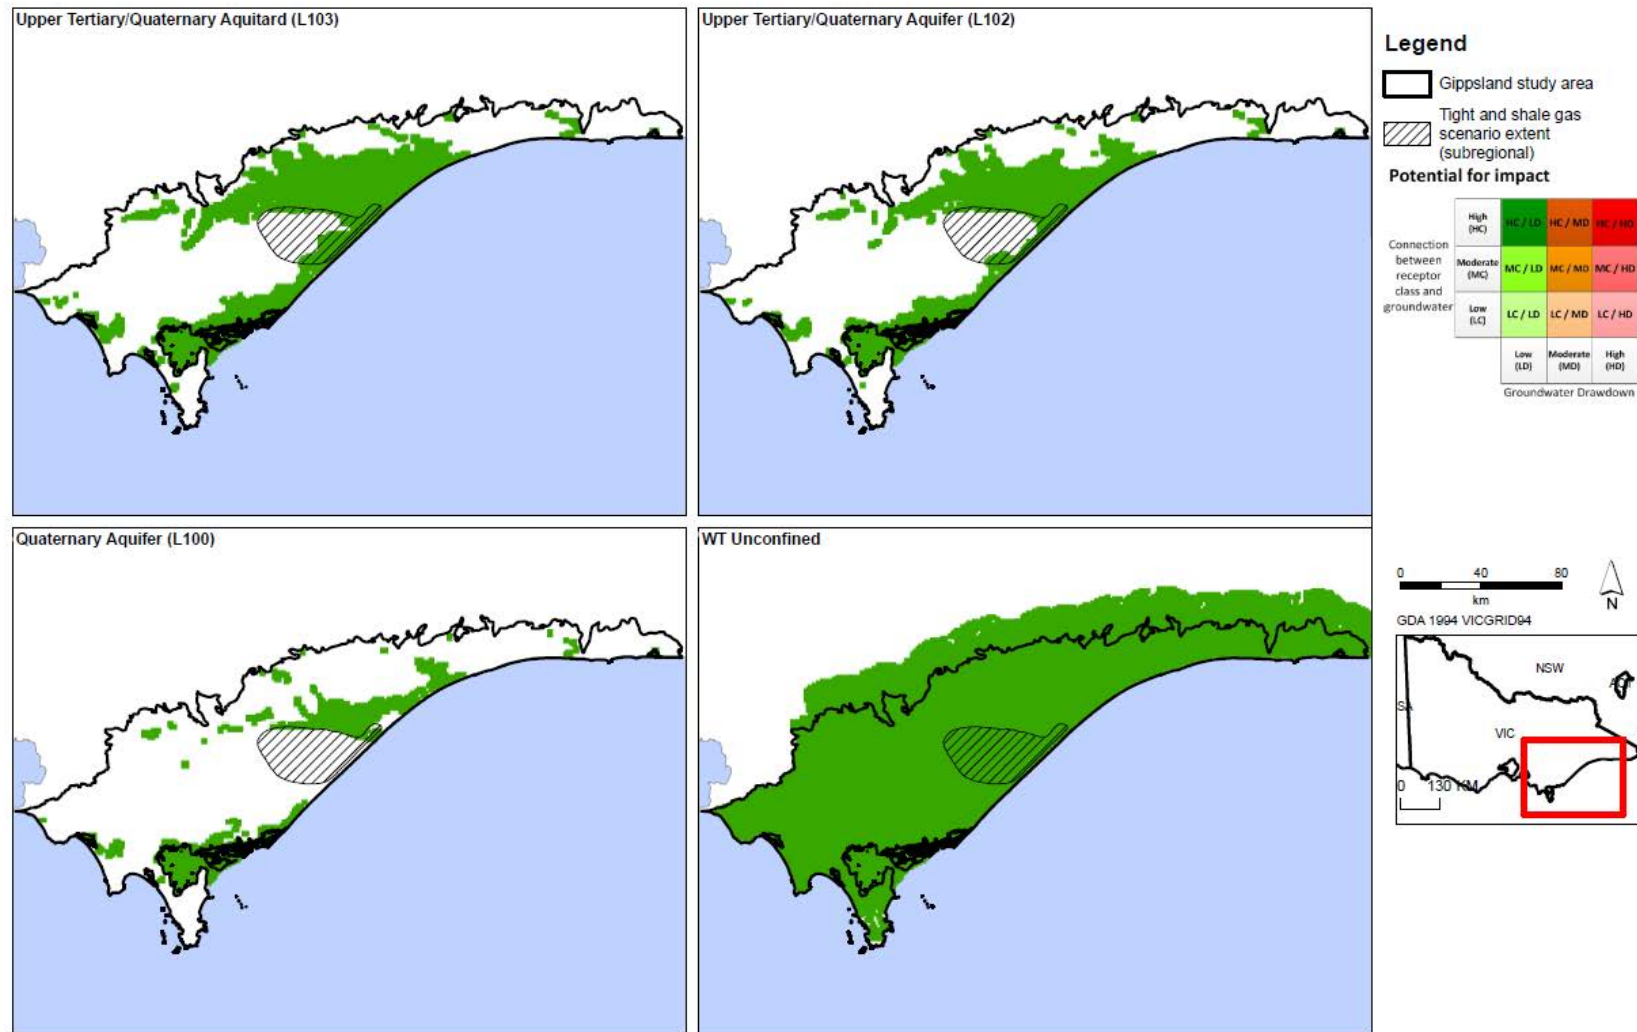 Upper Tertiary/Quaternary Aquitard (L103)
Upper Tertiary/Quaternary Aquifer (L102)
Quaternary Aquifer (L100)
WT Unconfined
Legend
Gippsland study area
Tight and shale gas
scenario extent
(subregional)
Potential for impact
Connection
between
receptor
class and
groundwater
High
(HC)
HC / LD
HC / MD
HC / HD
Moderate
(MC)
MC / LD
MC / MD
MC / HD
Low
(LC)
LC / LD
LC / MD
LC / HD
Low
(LD)
Moderate
(MD)
High
(HD)
Groundwater Drawdown
0 40 80
km
N
GDA 1994 VICGRID94
NSW
SA
VIC
0 130 KM